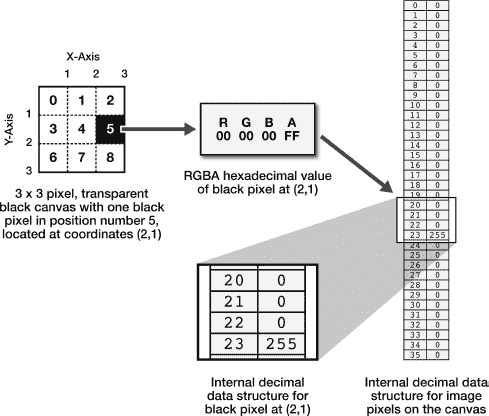 X-Axis
1 2 3
Y-Axis
1
2
3
0 1 2
3 4 5
6 7 8
3 x 3 pixel, transparent
black canvas with one black
pixel in position number 5,
located at coordinates (2,1)
R G B A
00 00 00 FF
RGBA hexadecimal value
of black pixel at (2,1)
20 0
21 0
22 0
23 255
Internal decimal
data structure for
black pixel at (2,1)
0 0
1 0
2 0
3 0
4 0
5 0
6 0
7 0
8 0
9 0
10 0
11 0
12 0
13 0
14 0
15 0
16 0
17 0
18 0
19 0
20 0
21 0
22 0
23 255
24 0
25 0
26 0
27 0
28 0
29 0
30 0
31 0
32 0
33 0
34 0
35 0
Internal decimal data
structure for image
pixels on the canvas